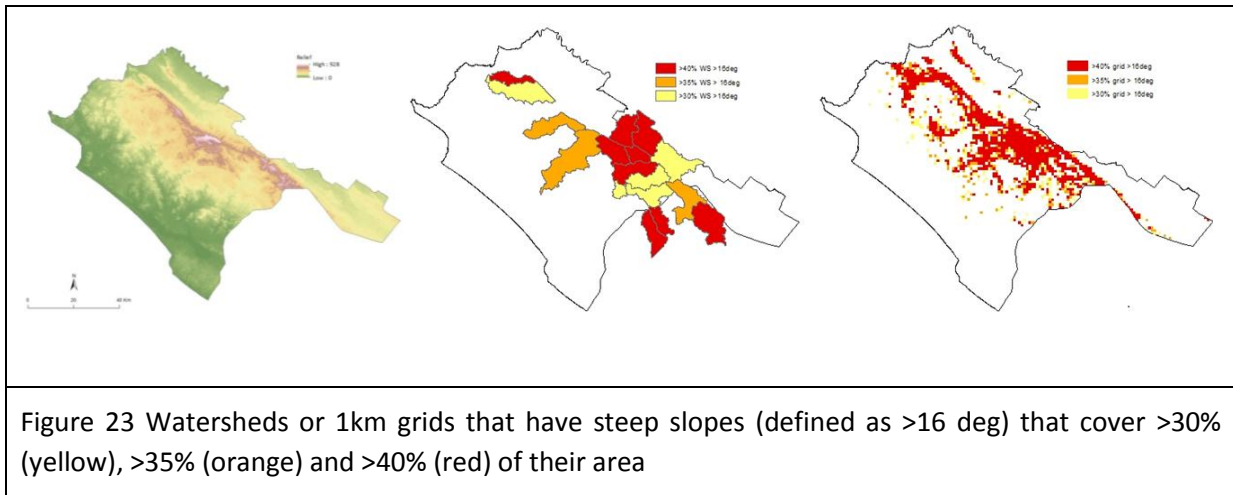 Relief
High : 928
Low : 0
N
0 20 40 Km
>40% WS >16deg
>35% WS > 16deg
>30% WS >16deg
>40% grid >16deg
>35% grid > 16deg
>30% grid > 16deg
Figure 23 Watersheds or 1km grids that have steep slopes (defined as >16 deg) that cover >30%
(yellow), >35% (orange) and >40% (red) of their area